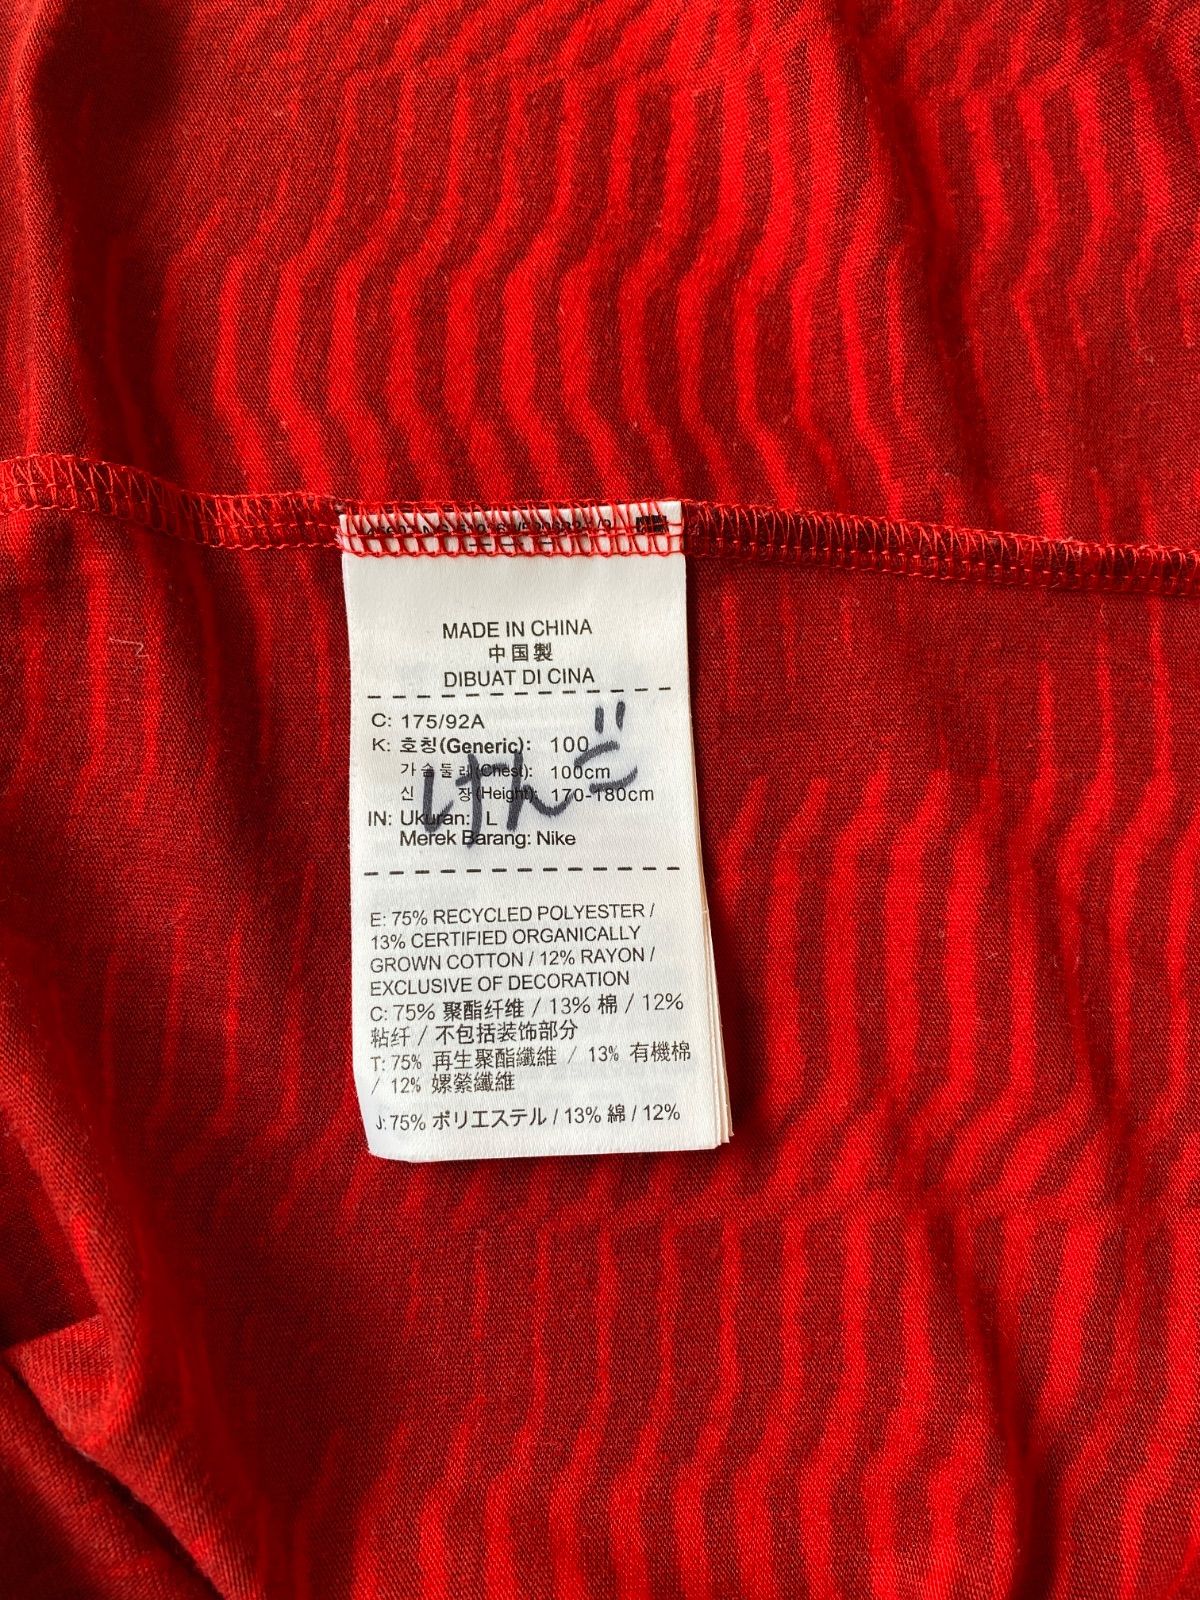 MADE IN CHINA
中国製
DIBUAT DI CINA
C: 175/92A
K: 호칭(Generic): 100
가슴둘레(Chest): 100cm
신 장(Height): 170-180cm
IN: Ukuran: L
Merek Barang: Nike
けんご
E: 75% RECYCLED POLYESTER /
13% CERTIFIED ORGANICALLY
GROWN COTTON / 12% RAYON /
EXCLUSIVE OF DECORATION
C: 75% 聚酯纤维 / 13% 棉 / 12%
粘纤 / 不包括装饰部分
T: 75% 再生聚酯纖維 / 13% 有機棉
/ 12% 嫘縈纖維
J: 75% ポリエステル / 13% 綿 / 12%